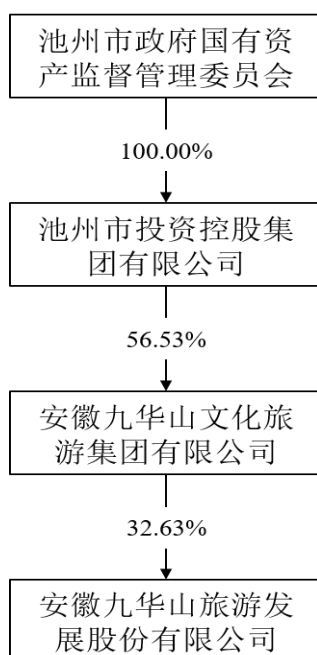 池州市政府国有资
产监督管理委员会
100.00%
池州市投资控股集
团有限公司
56.53%
安徽九华山文化旅
游集团有限公司
32.63%
安徽九华山旅游发
展股份有限公司